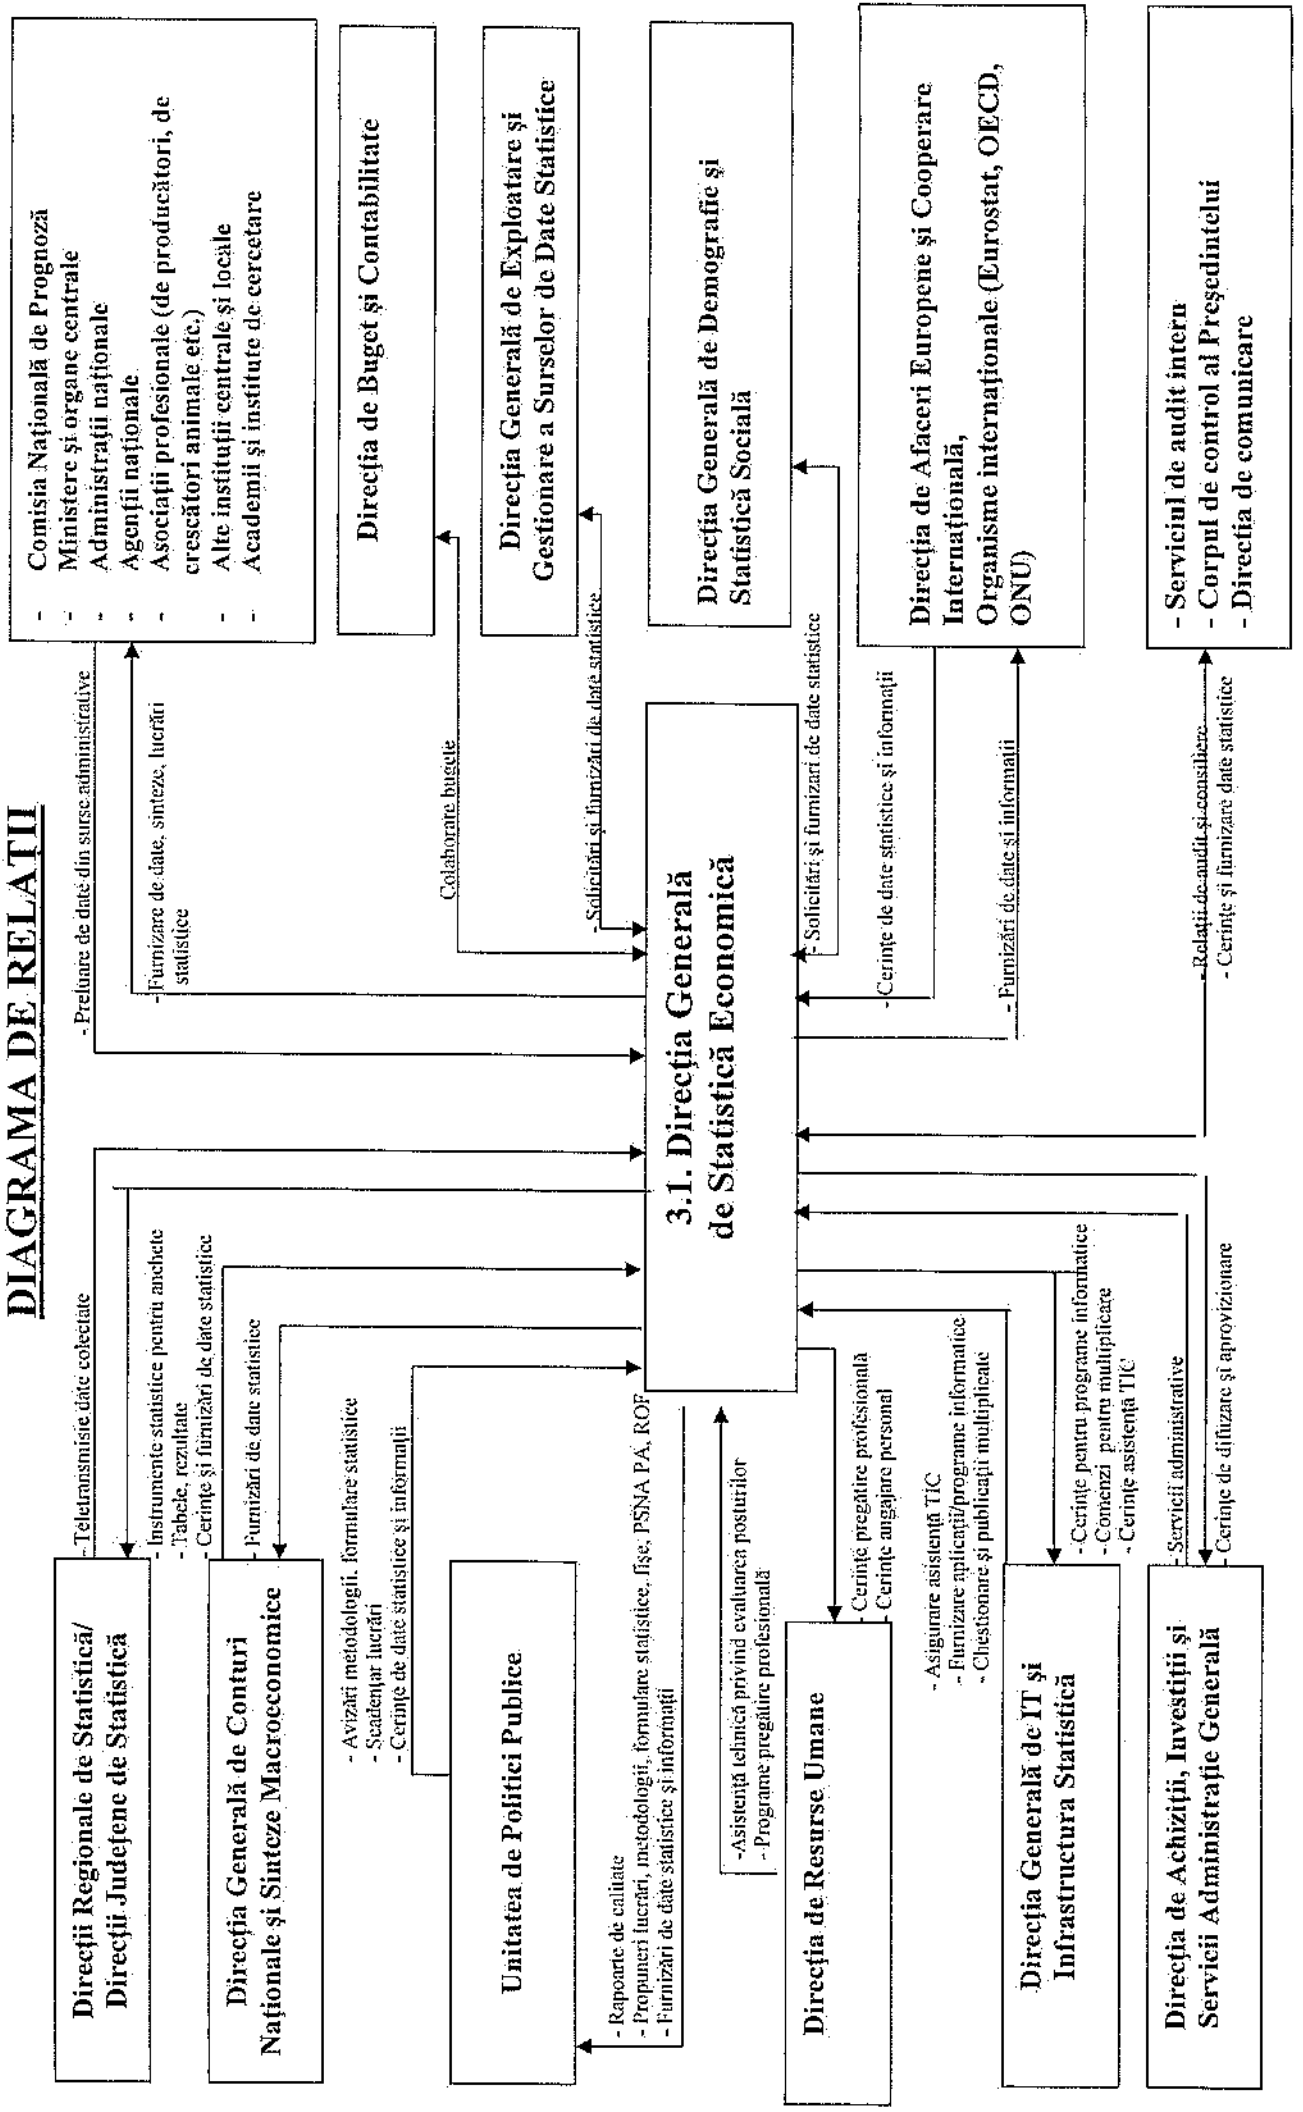 DIAGRAMA DE RELATII
Direcții Regionale de Statistică/
Direcții Județene de Statistică
- Teletransmisie date colectate
- Instrumente statistice pentru anchete
- Tabele, rezultate
- Cerințe și furnizări de date statistice
Direcția Generală de Conturi
Naționale și Sinteze Macroeconomice
- Furnizări de date statistice
- Avizări metodologii, formulare statistice
- Scadențar lucrări
- Cerințe de date statistice și informații
Unitatea de Politici Publice
- Rapoarte de calitate
- Propuneri lucrări, metodologii, formulare statistice, fișe, PSNA PA, ROF
- Furnizări de date statistice și informații
-Asistență tehnică privind evaluarea posturilor
- Programe pregătire profesională
Direcția de Resurse Umane
- Cerințe pregătire profesională
- Cerințe angajare personal
- Asigurare asistență TIC
- Furnizare aplicații/programe informatice
- Chestionare și publicații multiplicate
Direcția Generală de IT și
Infrastructura Statistică
- Cerințe pentru programe informatice
- Comenzi pentru multiplicare
- Cerințe asistență TIC
Direcția de Achiziții, Investiții și
Servicii Administrație Generală
- Servicii administrative
- Cerințe de difuzare și aprovizionare
3.1. Direcția Generală
de Statistică Economică
- Preluare de date din surse administrative
- Furnizare de date, sinteze, lucrări
statistice
- Comisia Națională de Prognoză
- Ministere și organe centrale
- Administrații naționale
- Agenții naționale
- Asociații profesionale (de producători, de
crescători animale etc.)
- Alte instituții centrale și locale
- Academii și institute de cercetare
Colaborare bugete
Direcția de Buget și Contabilitate
- Solicitări și furnizări de date statistice
Direcția Generală de Exploatare și
Gestionare a Surselor de Date Statistice
- Solicitări și furnizari de date statistice
Direcția Generală de Demografie și
Statistică Socială
- Cerințe de date statistice și informații
- Furnizări de date și informații
Direcția de Afaceri Europene și Cooperare
Internațională,
Organisme internaționale (Eurostat, OECD,
ONU)
- Relații de audit și consiliere
- Cerințe și furnizare date statistice
- Serviciul de audit intern
- Corpul de control al Președintelui
- Directia de comunicare